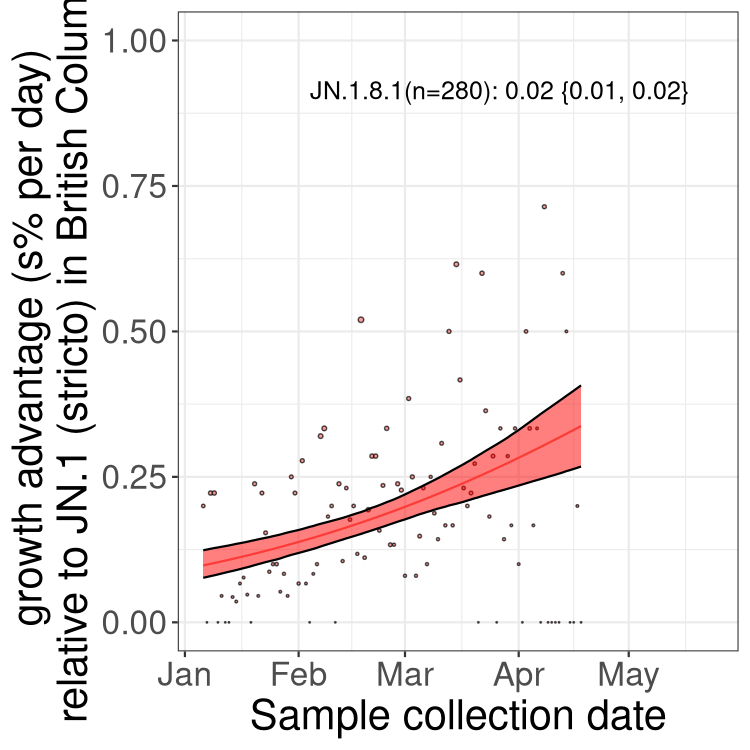 growth advantage (s% per day)
relative to JN.1 (stricto) in British Colum
1.00
0.75
0.50
0.25
0.00
JN.1.8.1(n=280): 0.02 {0.01, 0.02}
Jan Feb Mar Apr May
Sample collection date